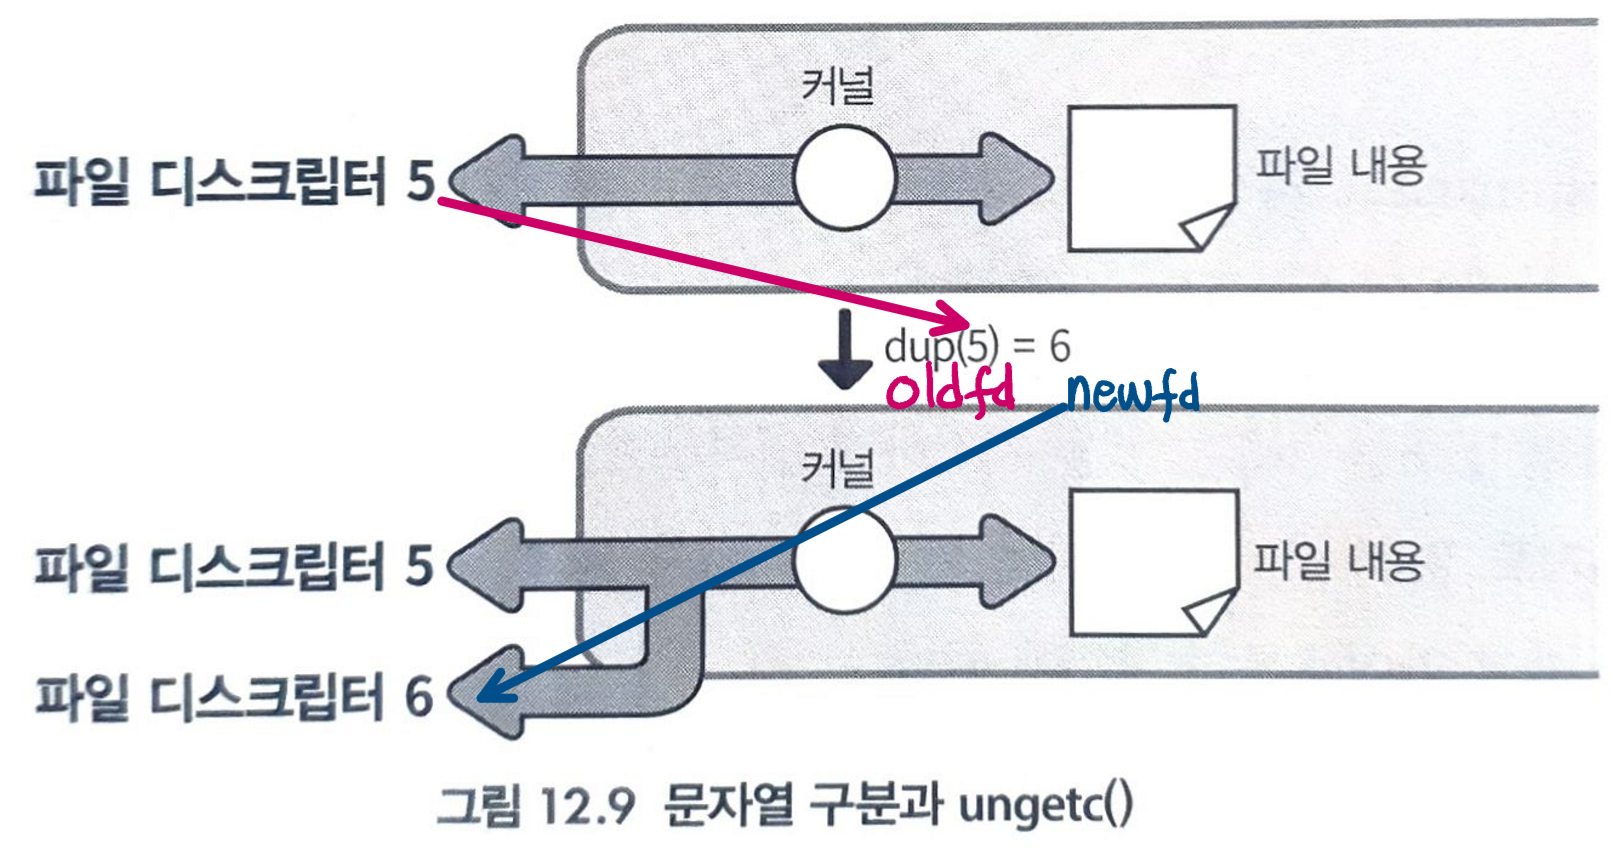 커널
파일 디스크립터 5
파일 내용
dup(5) = 6
oldfd newfd
커널
파일 디스크립터 5
파일 내용
파일 디스크립터 6
그림 12.9 문자열 구분과 ungetc()